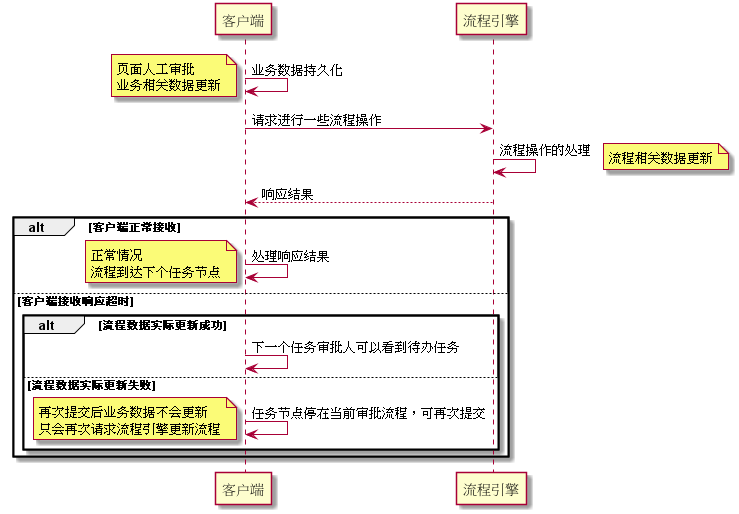 客户端
流程引擎
页面人工审批
业务相关数据更新
业务数据持久化
请求进行一些流程操作
流程操作的处理
流程相关数据更新
响应结果
alt
[客户端正常接收]
正常情况
流程到达下个任务节点
处理响应结果
[客户端接收响应超时]
alt
[流程数据实际更新成功]
下一个任务审批人可以看到待办任务
[流程数据实际更新失败]
再次提交后业务数据不会更新
只会再次请求流程引擎更新流程
任务节点停在当前审批流程，可再次提交
客户端
流程引擎